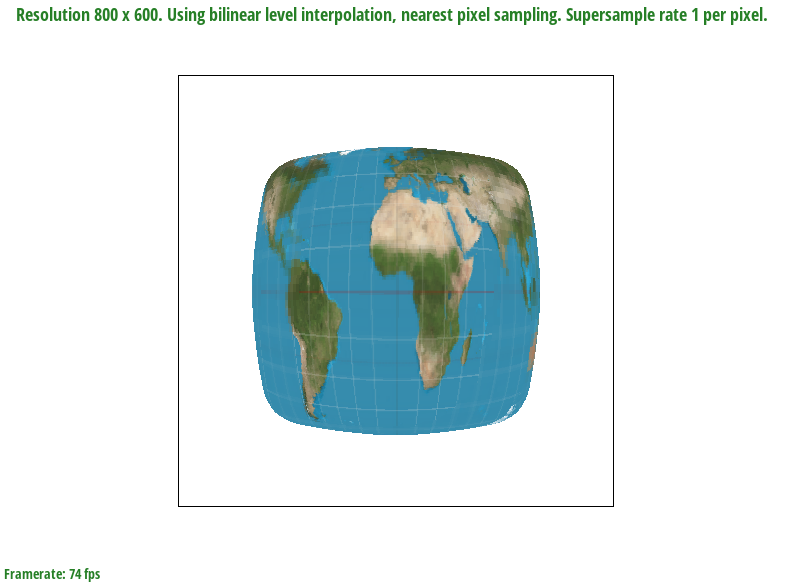 Resolution 800 x 600. Using bilinear level interpolation, nearest pixel sampling. Supersample rate 1 per pixel.
Framerate: 74 fps